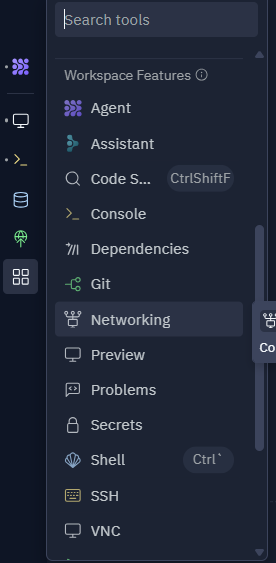 Search tools
Workspace Features
Agent
Assistant
Code S... CtrlShiftF
Console
Dependencies
Git
Networking
Co
Preview
Problems
Secrets
Shell Ctrl`
SSH
VNC